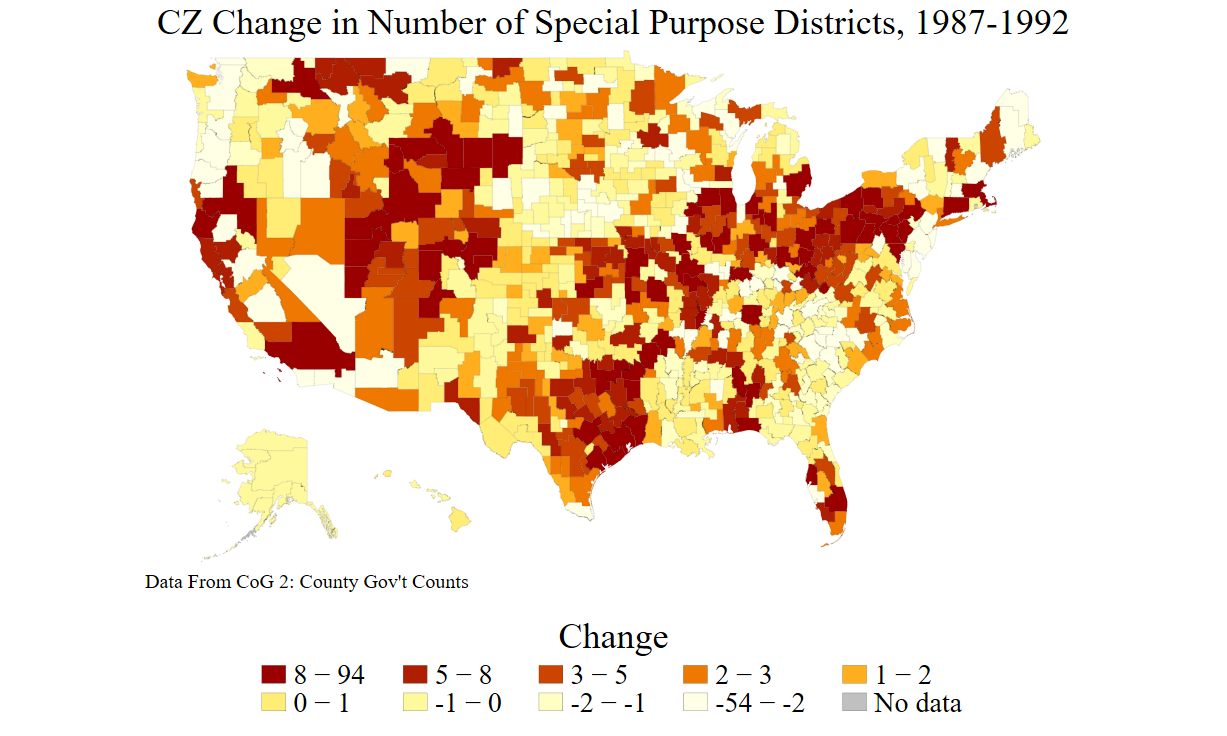 CZ Change in Number of Special Purpose Districts, 1987-1992
Data From CoG 2: County Gov't Counts
Change
8 − 94 5 − 8 3 − 5 2 − 3 1 − 2
0 − 1 -1 − 0 -2 − -1 -54 − -2 No data